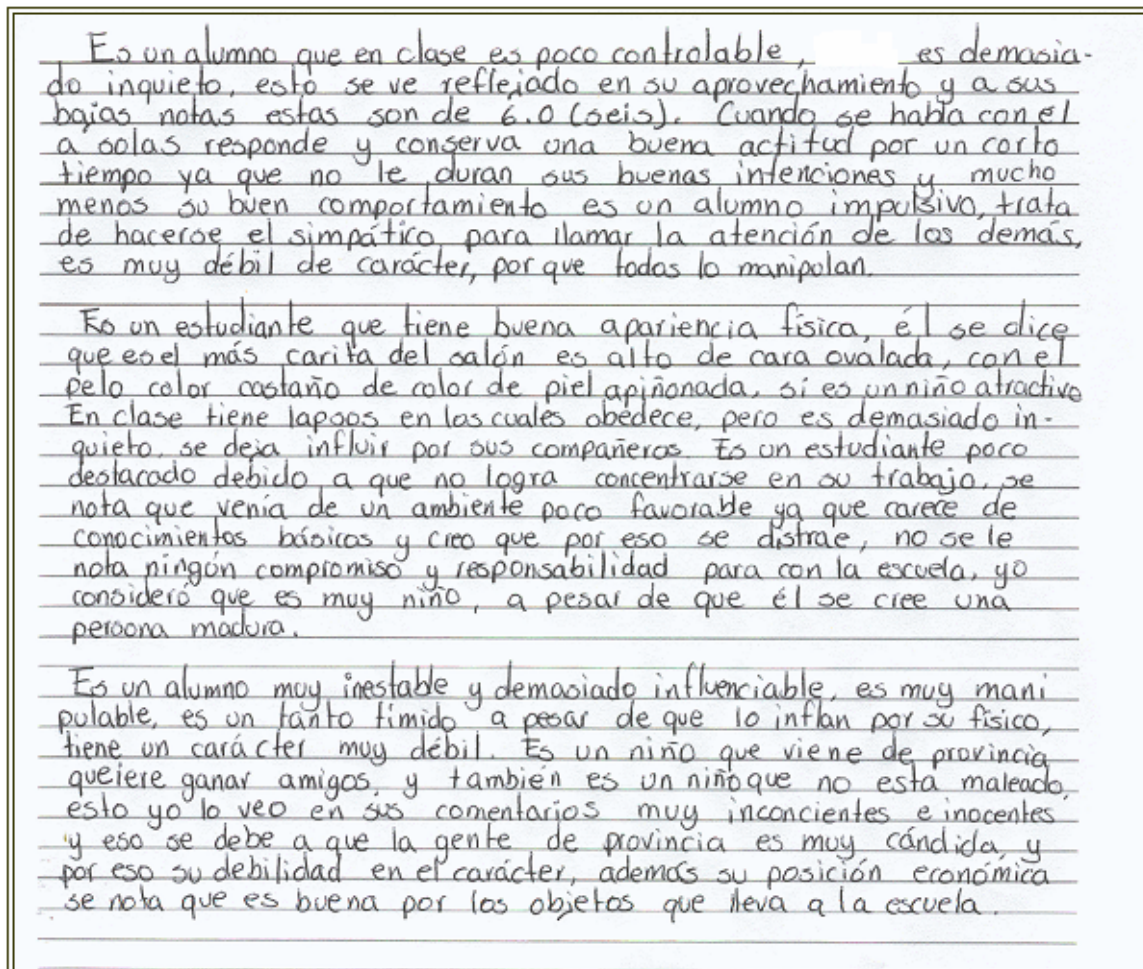 Es un alumno que en clase es poco controlable, es demasia-
do inquieto, esto se ve reflejado en su aprovechamiento y a sus
bajas notas estas son de 6.0 (seis). Cuando se habla con el
a solas responde y conserva una buena actitud por un corto
tiempo ya que no le duran sus buenas intenciones y mucho
menos su buen comportamiento es un alumno impulsivo, trata
de hacerse el simpático para llamar la atención de los demás,
es muy débil de carácter, por que todos lo manipulan.
Es un estudiante que tiene buena apariencia física, él se dice
que es el más carita del salón es alto de cara ovalada, con el
pelo color castaño de color de piel apiñonada, si es un niño atractivo
En clase tiene lapsos en los cuales obedece, pero es demasiado in-
quieto, se deja influir por sus compañeros. Es un estudiante poco
destacado debido a que no logra concentrarse en su trabajo, se
nota que venía de un ambiente poco favorable ya que carece de
conocimientos básicos y creo que por eso se distrae, no se le
nota ningún compromiso y responsabilidad para con la escuela, yo
consideró que es muy niño, a pesar de que él se cree una
persona madura.
Es un alumno muy inestable y demasiado influenciable, es muy mani
pulable, es un tanto tímido a pesar de que lo inflan por su físico,
tiene un carácter muy débil. Es un niño que viene de provincia
queiere ganar amigos, y también es un niño que no está maleado,
esto yo lo veo en sus comentarios muy inconcientes e inocentes
y eso se debe a que la gente de provincia es muy cándida, y
por eso su debilidad en el carácter, además su posición económica
se nota que es buena por los objetos que lleva a la escuela.